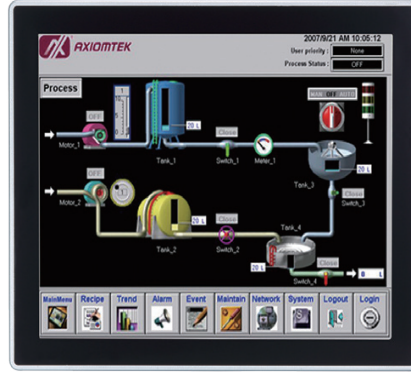 AXIOMTEK
2007/9/21 AM 10:05:12
User priority : None
Process Status : OFF
Process
MAN OFF AUTO
OFF
Motor_1
20 L
Tank_1
Close
Switch_1
Meter_1
20 L
Tank_3
OFF
Motor_2
Close
Switch_3
20 L
Tank_2
Close
Switch_2
Tank_4
20 L
Close
Switch_4
0 L
MainMenu Recipe Trend Alarm Event Maintain Network System Logout Login